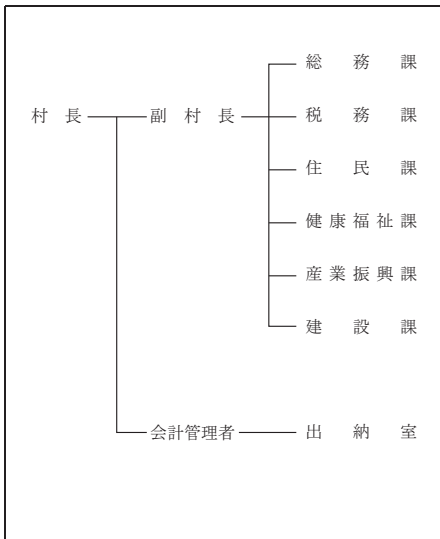 総務課
村長 副村長 税務課
住民課
健康福祉課
産業振興課
建設課
会計管理者 出納室